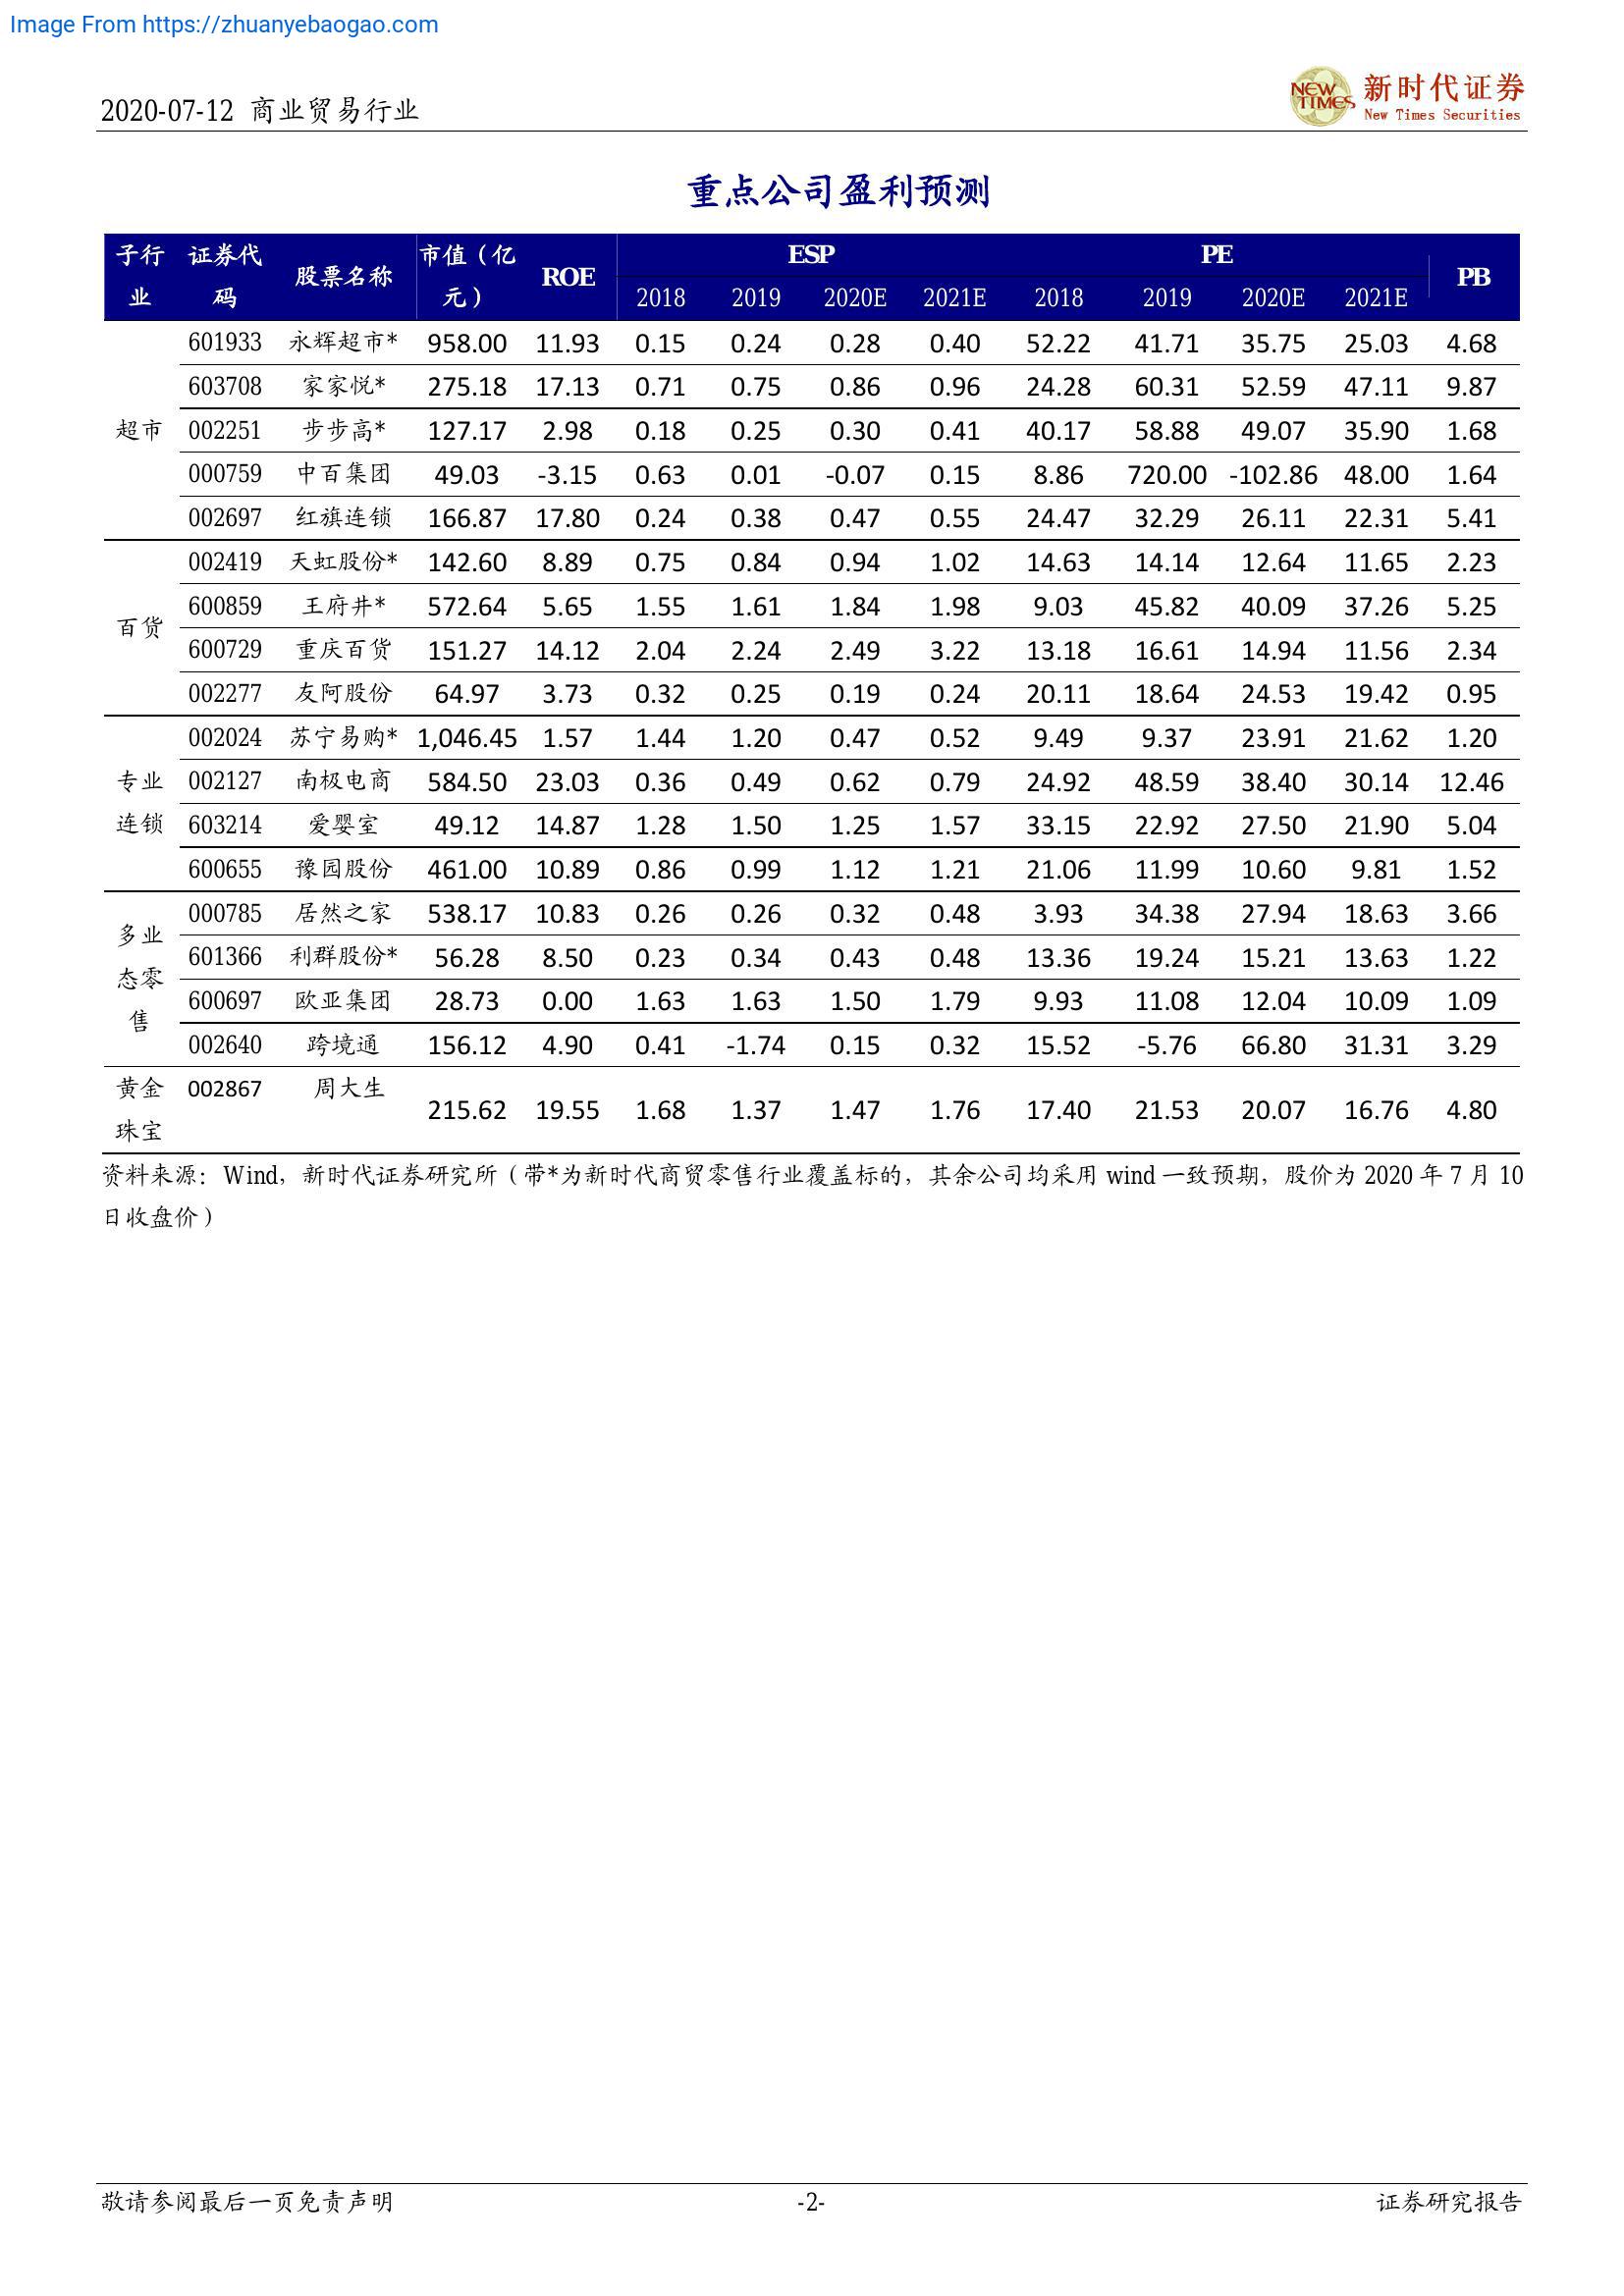 Image From https://zhuanyebaogao.com
2020-07-12 商业贸易行业
NEW TIMES
新时代证券
New Times Securities
重点公司盈利预测
子行业 证券代码 股票名称 市值（亿元） ROE ESP PE PB
2018 2019 2020E 2021E 2018 2019 2020E 2021E
超市
601933 永辉超市* 958.00 11.93 0.15 0.24 0.28 0.40 52.22 41.71 35.75 25.03 4.68
603708 家家悦* 275.18 17.13 0.71 0.75 0.86 0.96 24.28 60.31 52.59 47.11 9.87
002251 步步高* 127.17 2.98 0.18 0.25 0.30 0.41 40.17 58.88 49.07 35.90 1.68
000759 中百集团 49.03 -3.15 0.63 0.01 -0.07 0.15 8.86 720.00 -102.86 48.00 1.64
002697 红旗连锁 166.87 17.80 0.24 0.38 0.47 0.55 24.47 32.29 26.11 22.31 5.41
百货
002419 天虹股份* 142.60 8.89 0.75 0.84 0.94 1.02 14.63 14.14 12.64 11.65 2.23
600859 王府井* 572.64 5.65 1.55 1.61 1.84 1.98 9.03 45.82 40.09 37.26 5.25
600729 重庆百货 151.27 14.12 2.04 2.24 2.49 3.22 13.18 16.61 14.94 11.56 2.34
002277 友阿股份 64.97 3.73 0.32 0.25 0.19 0.24 20.11 18.64 24.53 19.42 0.95
专业连锁
002024 苏宁易购* 1,046.45 1.57 1.44 1.20 0.47 0.52 9.49 9.37 23.91 21.62 1.20
002127 南极电商 584.50 23.03 0.36 0.49 0.62 0.79 24.92 48.59 38.40 30.14 12.46
603214 爱婴室 49.12 14.87 1.28 1.50 1.25 1.57 33.15 22.92 27.50 21.90 5.04
600655 豫园股份 461.00 10.89 0.86 0.99 1.12 1.21 21.06 11.99 10.60 9.81 1.52
多业态零售
000785 居然之家 538.17 10.83 0.26 0.26 0.32 0.48 3.93 34.38 27.94 18.63 3.66
601366 利群股份* 56.28 8.50 0.23 0.34 0.43 0.48 13.36 19.24 15.21 13.63 1.22
600697 欧亚集团 28.73 0.00 1.63 1.63 1.50 1.79 9.93 11.08 12.04 10.09 1.09
002640 跨境通 156.12 4.90 0.41 -1.74 0.15 0.32 15.52 -5.76 66.80 31.31 3.29
黄金珠宝
002867 周大生 215.62 19.55 1.68 1.37 1.47 1.76 17.40 21.53 20.07 16.76 4.80
资料来源：Wind，新时代证券研究所（带*为新时代商贸零售行业覆盖标的，其余公司均采用 wind 一致预期，股价为 2020 年 7 月 10
日收盘价）
敬请参阅最后一页免责声明 -2- 证券研究报告